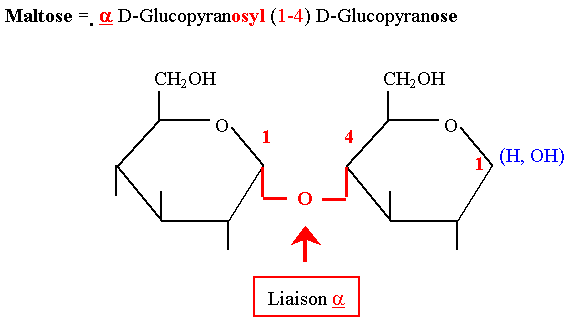 Maltose = . α D-Glucopyranosyl (1-4) D-Glucopyranose
CH2OH CH2OH
O O
1 4 1 (H, OH)
O
Liaison α